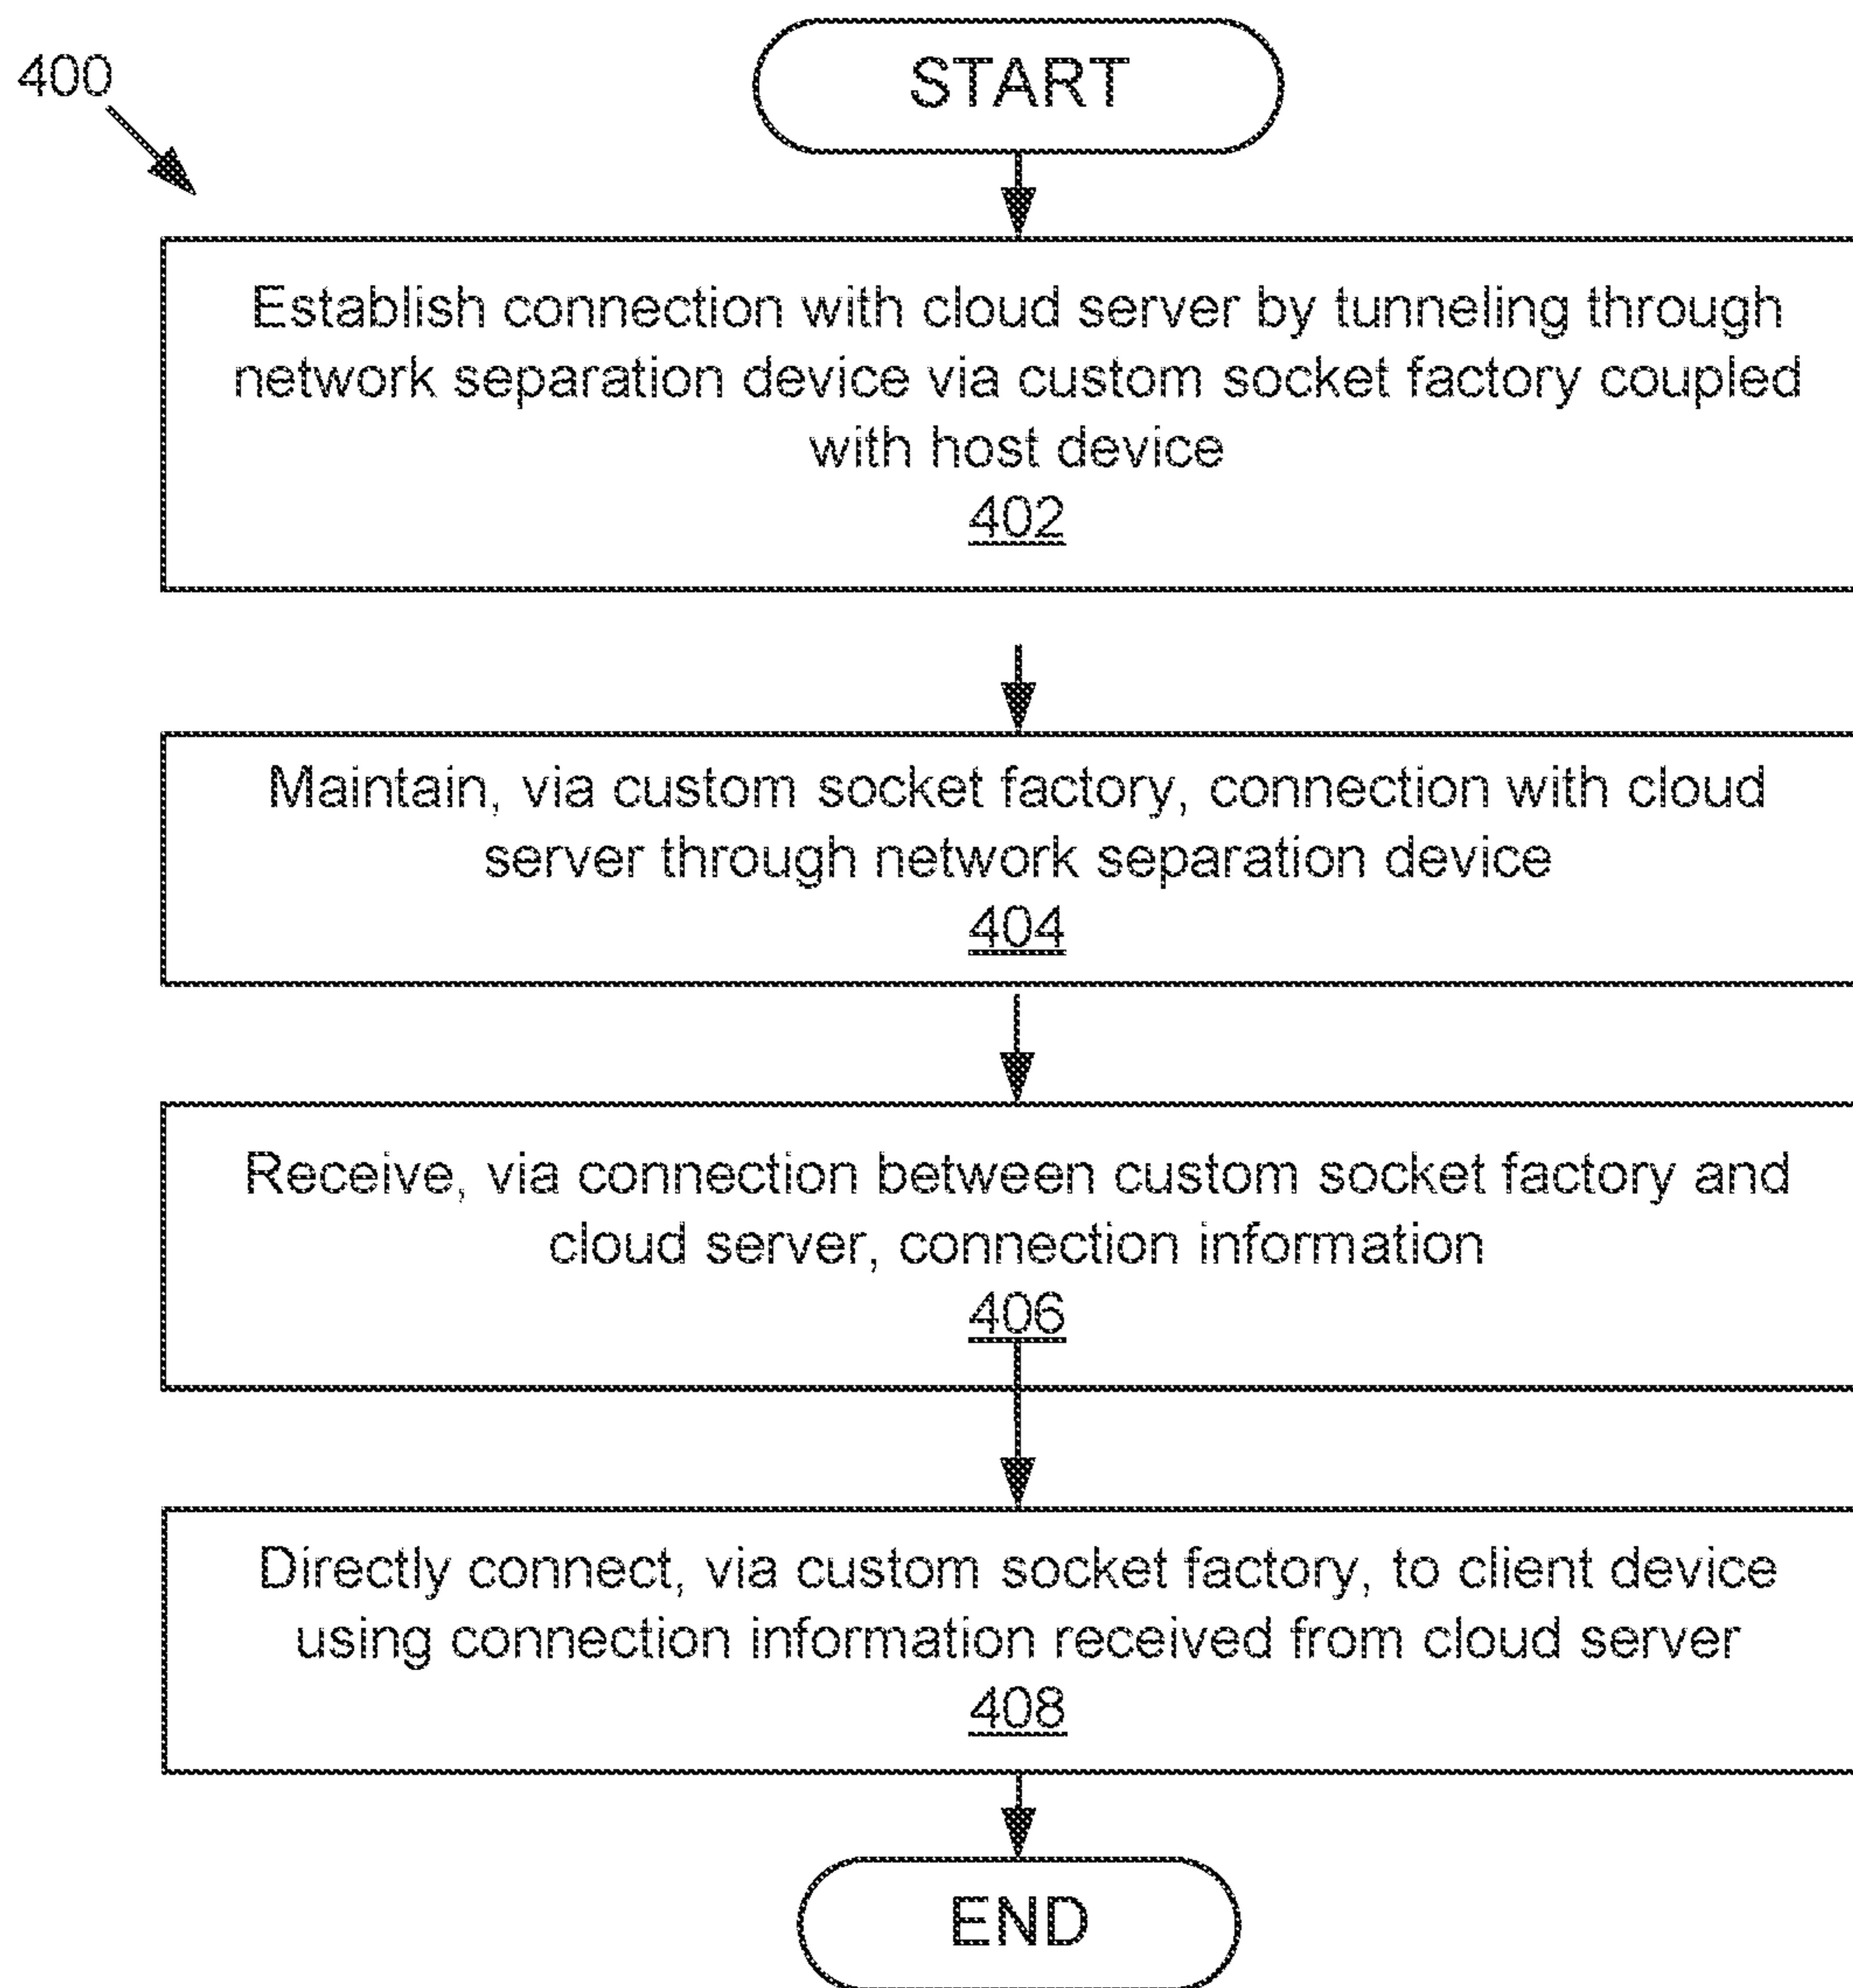 400
START
Establish connection with cloud server by tunneling through
network separation device via custom socket factory coupled
with host device
402
Maintain, via custom socket factory, connection with cloud
server through network separation device
404
Receive, via connection between custom socket factory and
cloud server, connection information
406
Directly connect, via custom socket factory, to client device
using connection information received from cloud server
408
END